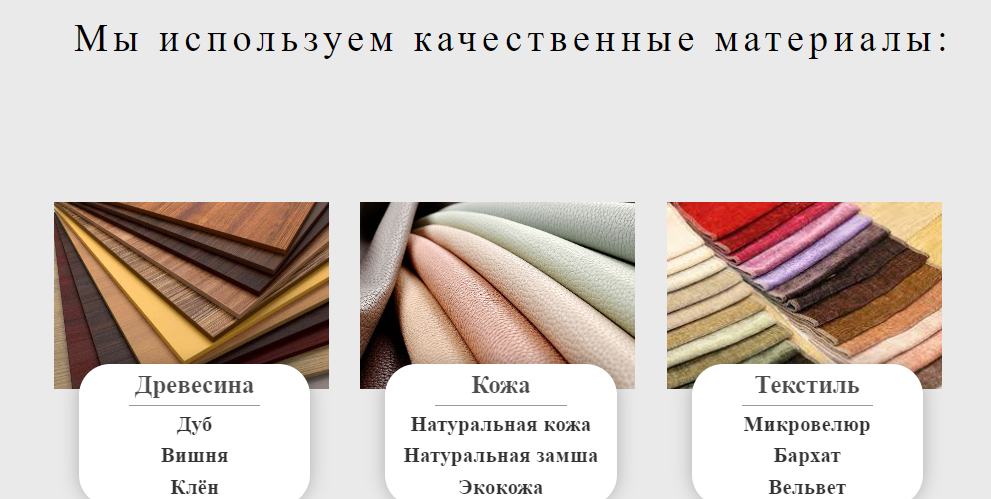 Мы используем качественные материалы:
Древесина
Дуб
Вишня
Клён
Кожа
Натуральная кожа
Натуральная замша
Экокожа
Текстиль
Микровелюр
Бархат
Вельвет